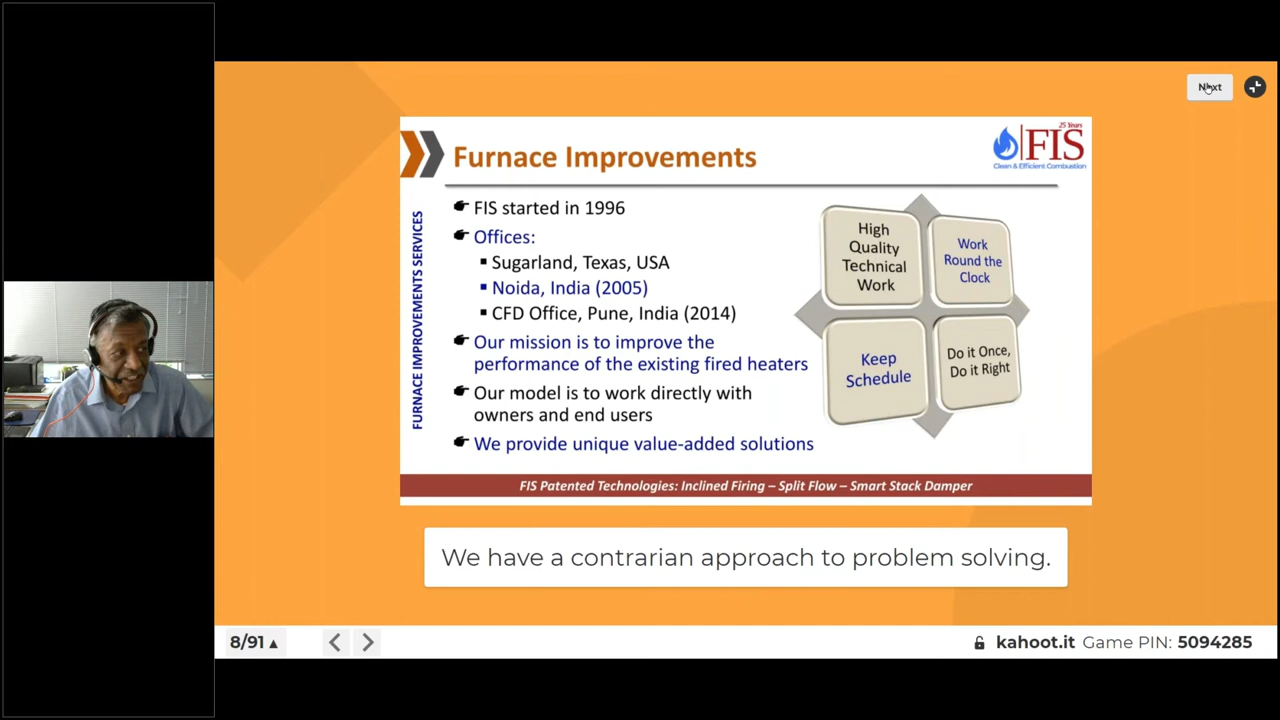 Next
Furnace Improvements
25 Years
FIS
Clean & Efficient Combustion
FURNACE IMPROVEMENTS SERVICES
FIS started in 1996
Offices:
Sugarland, Texas, USA
Noida, India (2005)
CFD Office, Pune, India (2014)
Our mission is to improve the
performance of the existing fired heaters
Our model is to work directly with
owners and end users
We provide unique value-added solutions
High
Quality
Technical
Work
Work
Round the
Clock
Keep
Schedule
Do it Once,
Do it Right
FIS Patented Technologies: Inclined Firing – Split Flow – Smart Stack Damper
We have a contrarian approach to problem solving.
8/91
kahoot.it Game PIN: 5094285